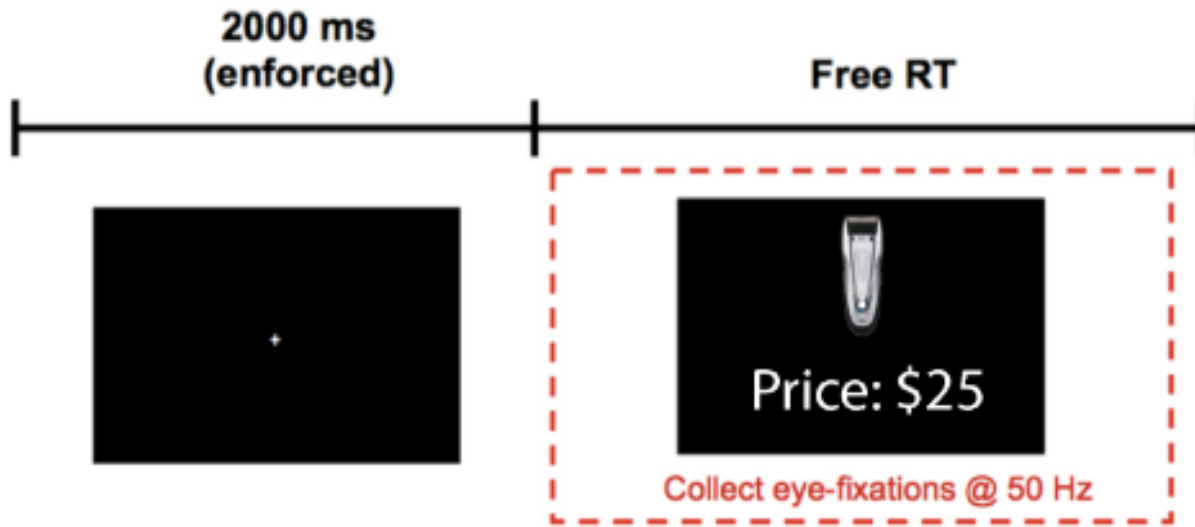 2000 ms
(enforced)
Free RT
Price: $25
Collect eye-fixations @ 50 Hz